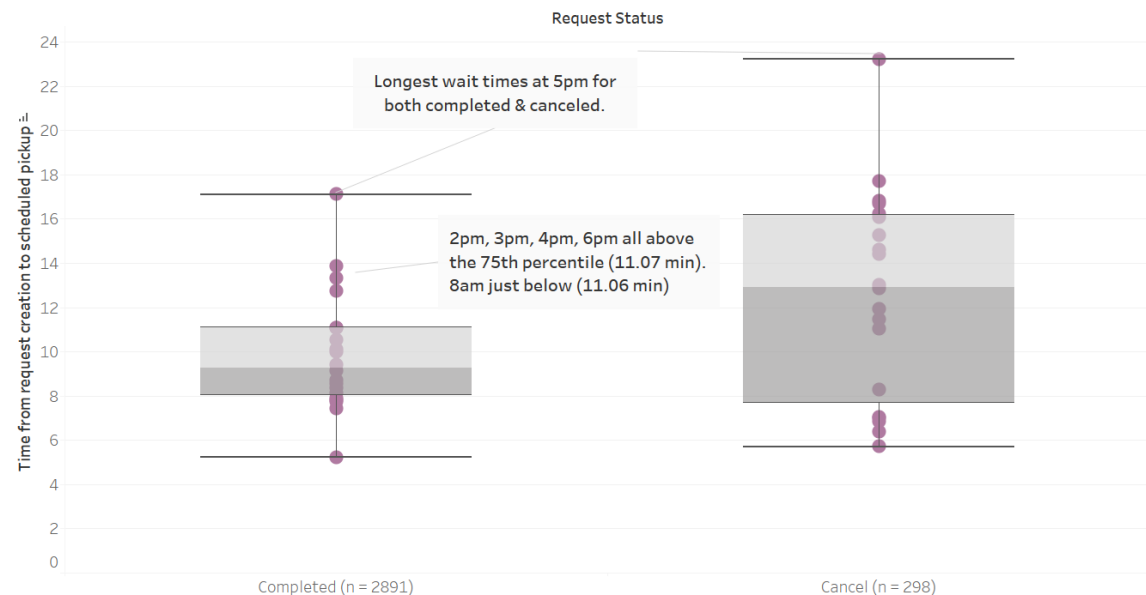 Request Status
Time from request creation to scheduled pickup
24
22
20
18
16
14
12
10
8
6
4
2
0
Longest wait times at 5pm for
both completed & canceled.
2pm, 3pm, 4pm, 6pm all above
the 75th percentile (11.07 min).
8am just below (11.06 min)
Completed (n = 2891)
Cancel (n = 298)